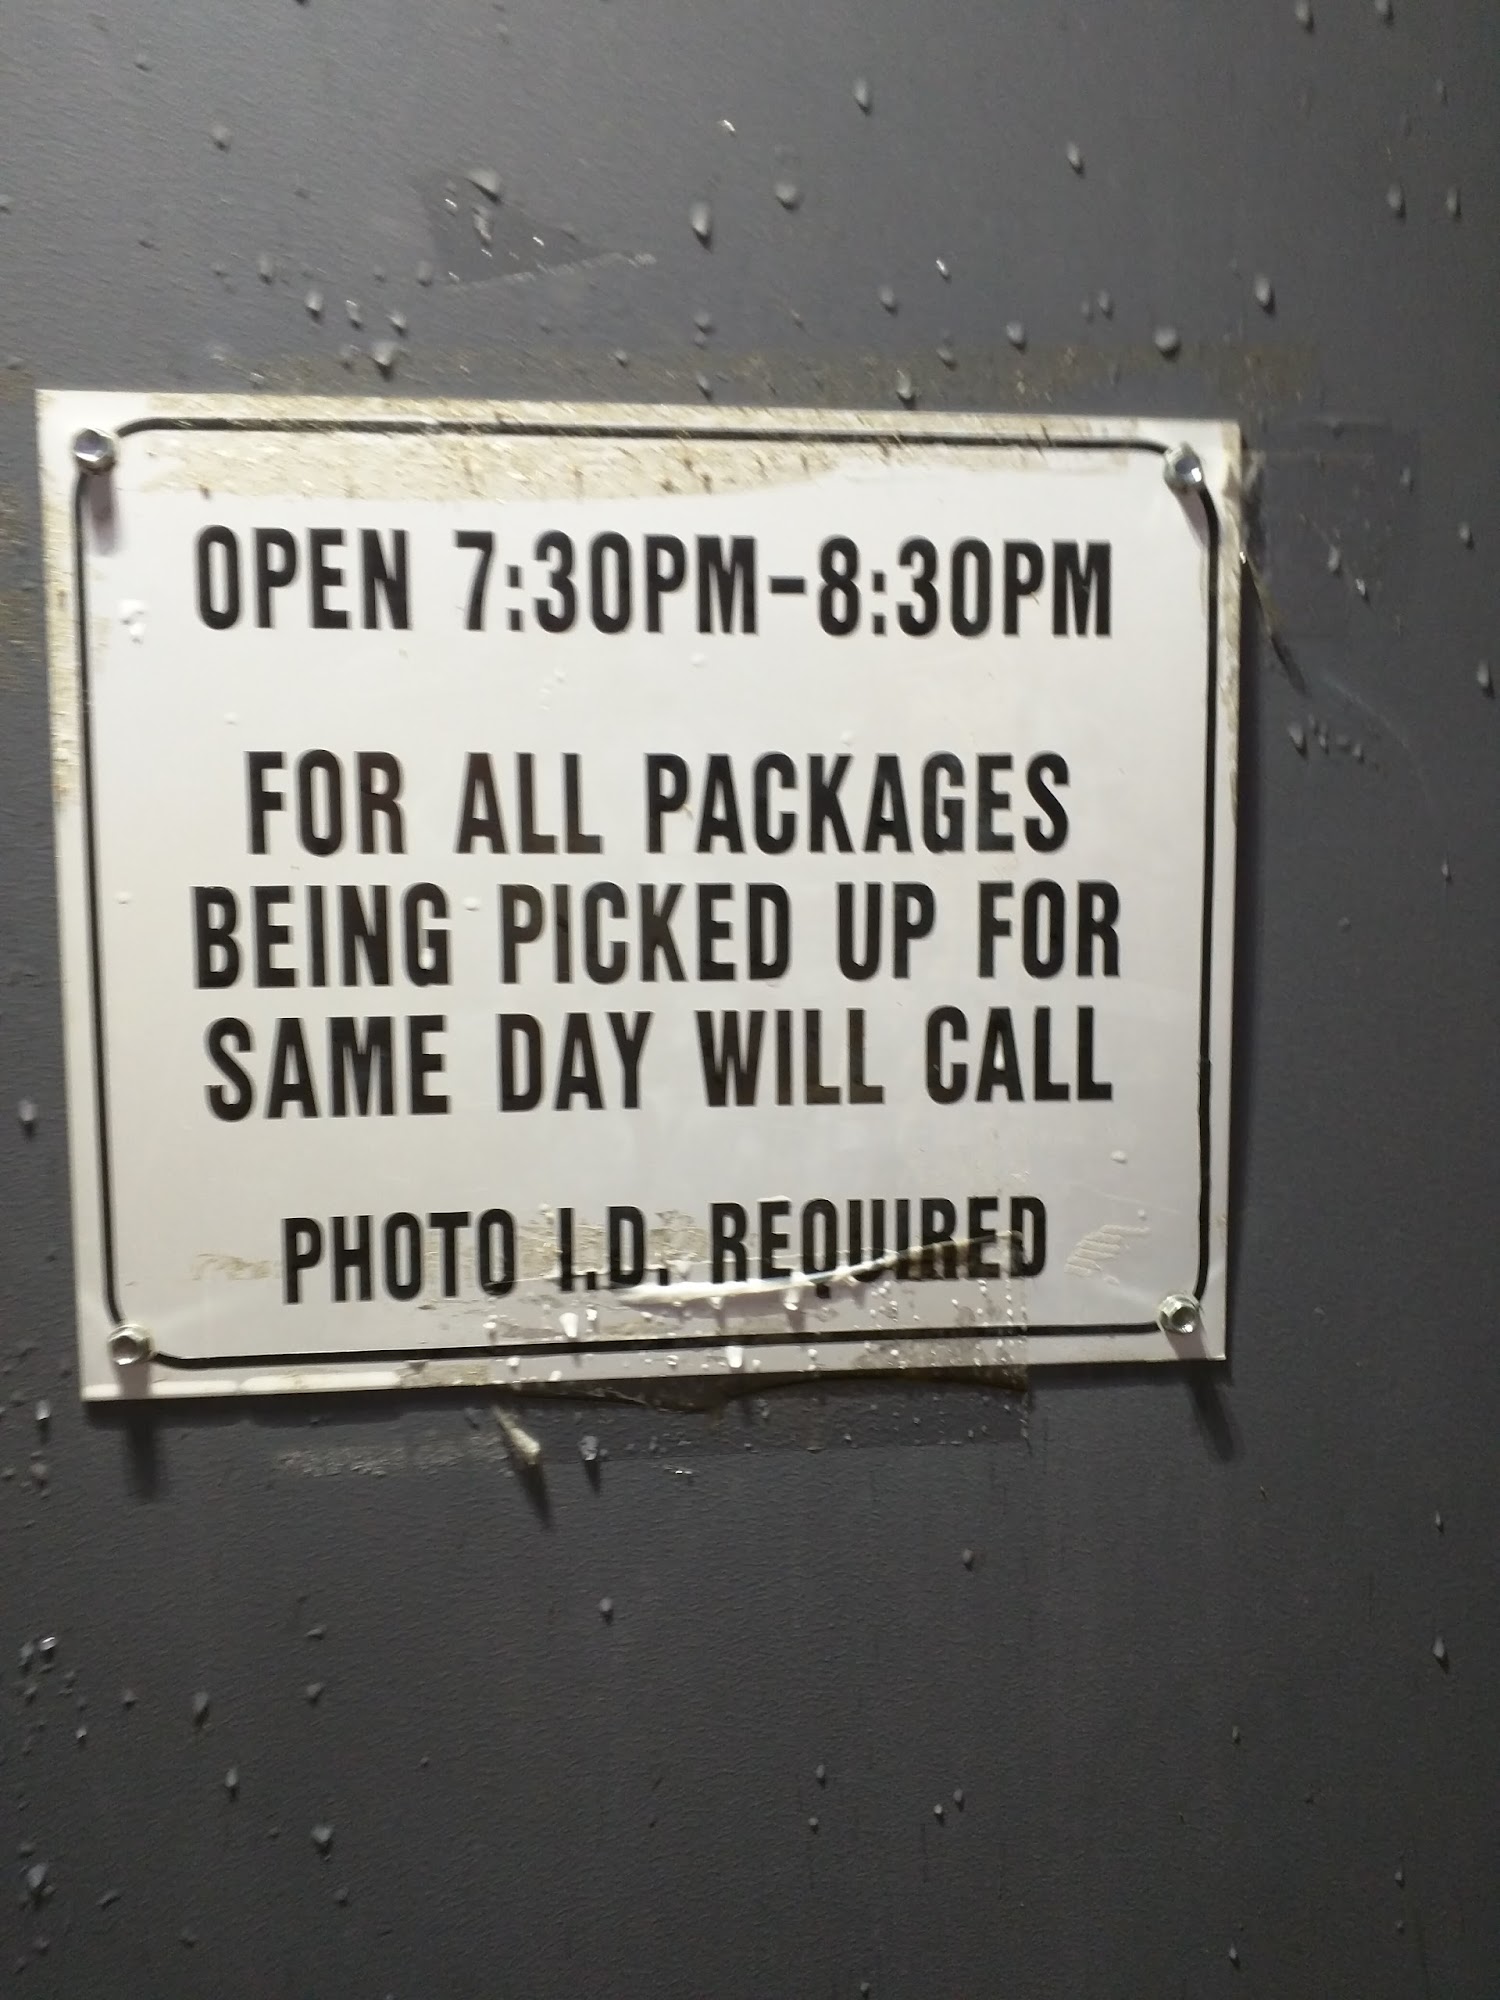 OPEN 7:30PM-8:30PM
FOR ALL PACKAGES
BEING PICKED UP FOR
SAME DAY WILL CALL
PHOTO I.D. REQUIRED